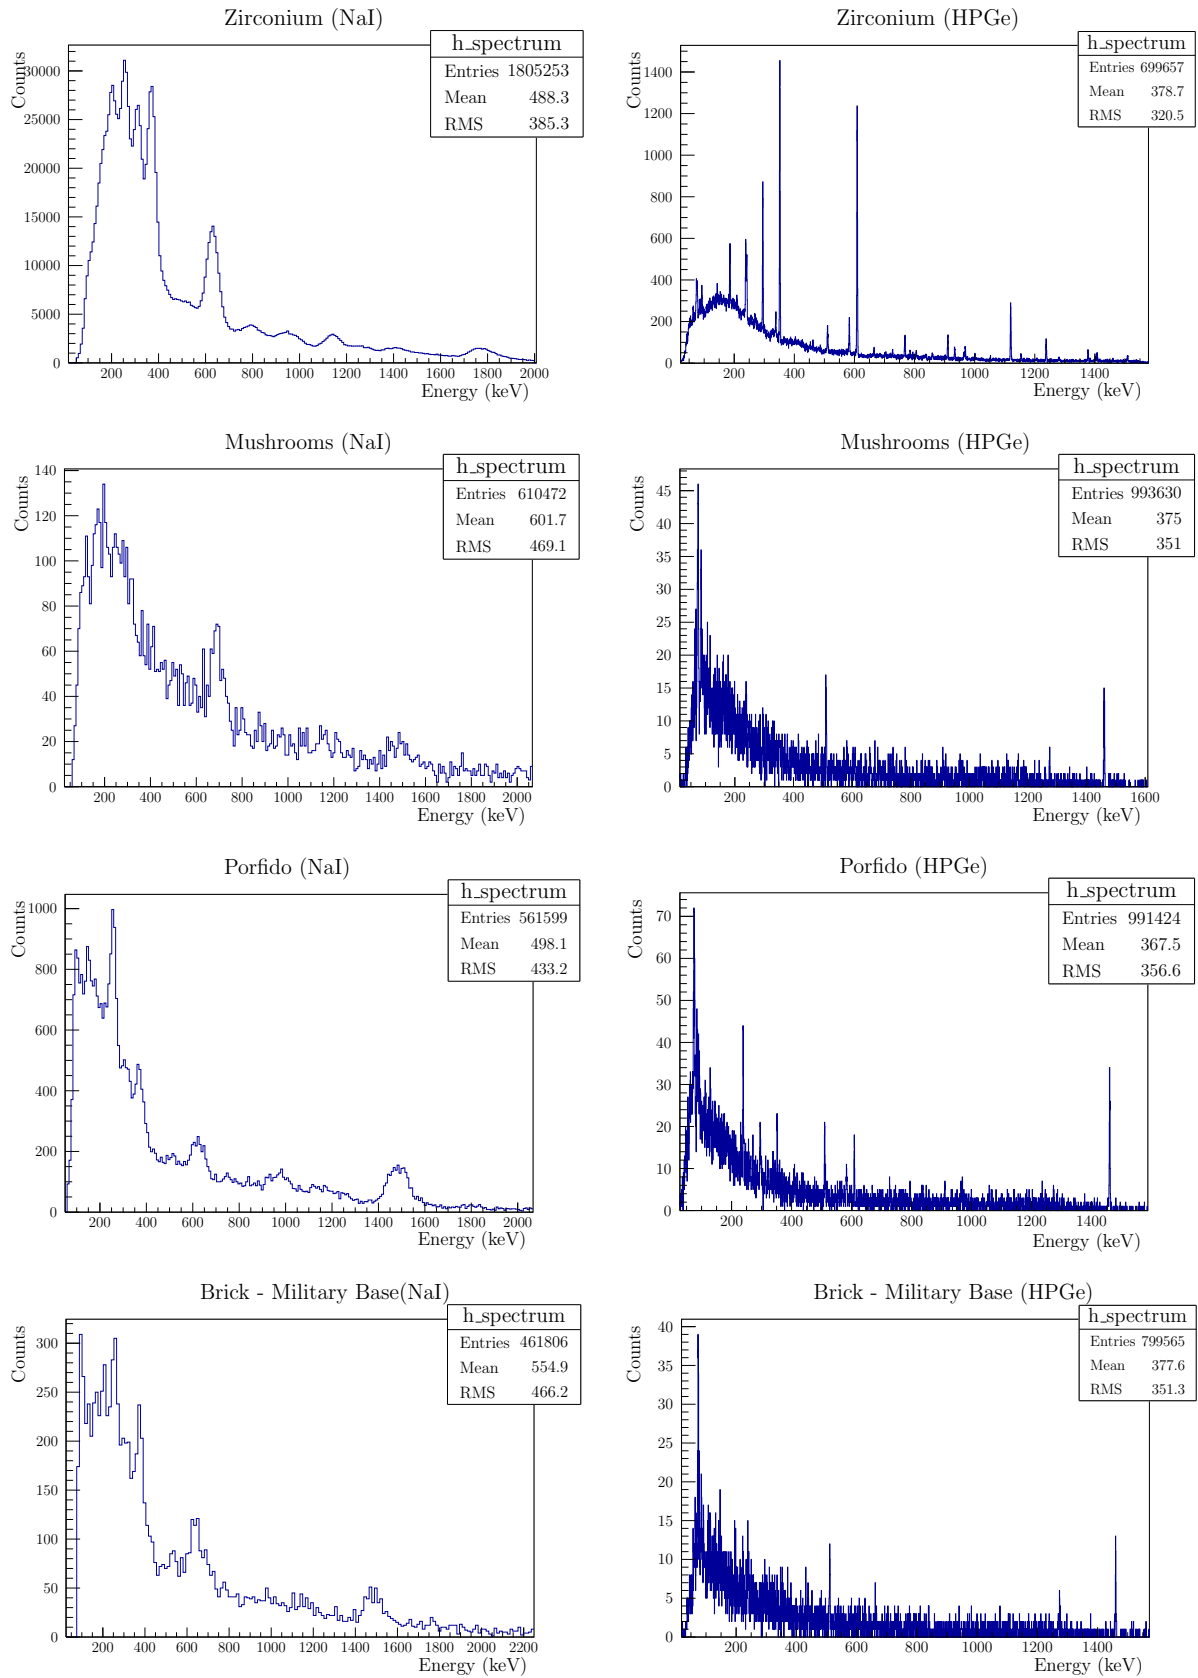 Zirconium (NaI)
Counts
h_spectrum
Entries 1805253
Mean 488.3
RMS 385.3
30000
25000
20000
15000
10000
5000
0
200 400 600 800 1000 1200 1400 1600 1800 2000
Energy (keV)
Zirconium (HPGe)
Counts
h_spectrum
Entries 699657
Mean 378.7
RMS 320.5
1400
1200
1000
800
600
400
200
0
200 400 600 800 1000 1200 1400
Energy (keV)
Mushrooms (NaI)
Counts
h_spectrum
Entries 610472
Mean 601.7
RMS 469.1
140
120
100
80
60
40
20
0
200 400 600 800 1000 1200 1400 1600 1800 2000
Energy (keV)
Mushrooms (HPGe)
Counts
h_spectrum
Entries 993630
Mean 375
RMS 351
45
40
35
30
25
20
15
10
5
0
200 400 600 800 1000 1200 1400 1600
Energy (keV)
Porfido (NaI)
Counts
h_spectrum
Entries 561599
Mean 498.1
RMS 433.2
1000
800
600
400
200
0
200 400 600 800 1000 1200 1400 1600 1800 2000
Energy (keV)
Porfido (HPGe)
Counts
h_spectrum
Entries 991424
Mean 367.5
RMS 356.6
70
60
50
40
30
20
10
0
200 400 600 800 1000 1200 1400
Energy (keV)
Brick - Military Base(NaI)
Counts
h_spectrum
Entries 461806
Mean 554.9
RMS 466.2
300
250
200
150
100
50
0
200 400 600 800 1000 1200 1400 1600 1800 2000 2200
Energy (keV)
Brick - Military Base (HPGe)
Counts
h_spectrum
Entries 799565
Mean 377.6
RMS 351.3
40
35
30
25
20
15
10
5
0
200 400 600 800 1000 1200 1400
Energy (keV)